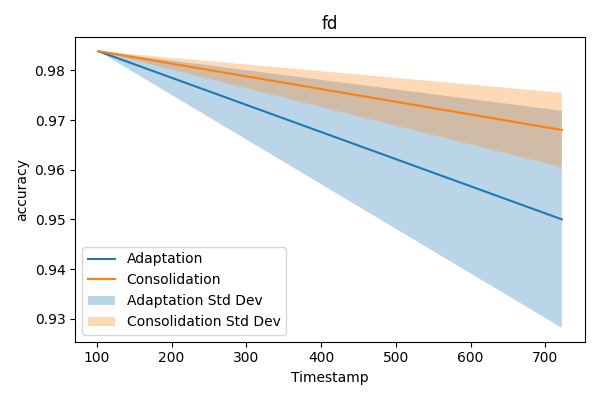 fd
0.98
0.97
0.96
0.95
0.94
0.93
accuracy
Adaptation
Consolidation
Adaptation Std Dev
Consolidation Std Dev
100 200 300 400 500 600 700
Timestamp